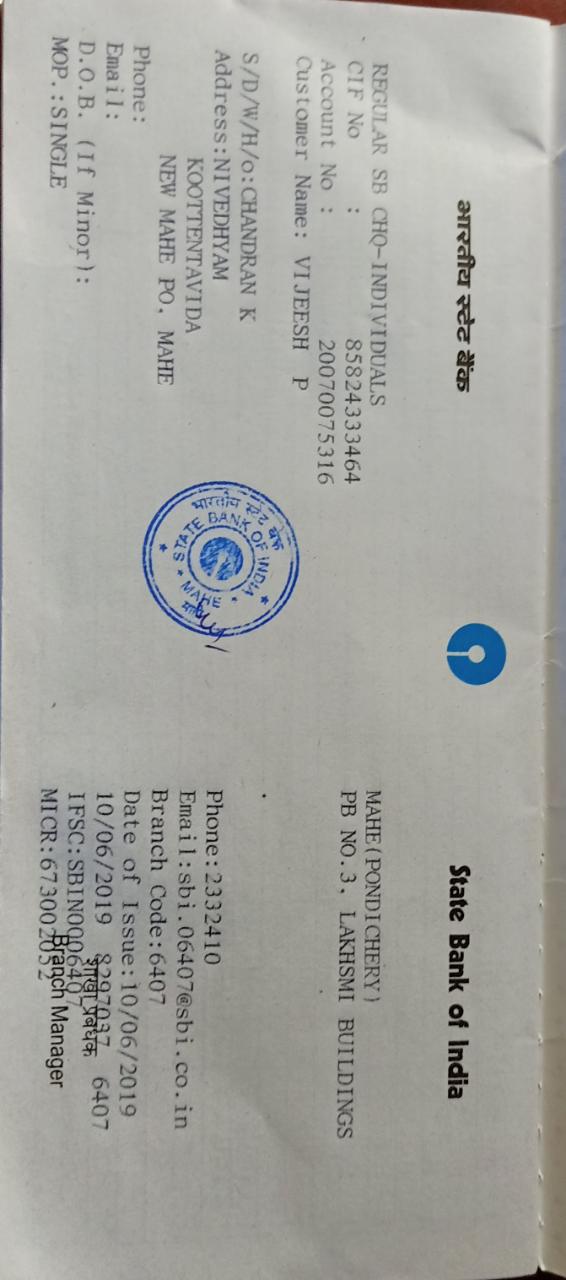 भारतीय स्टेट बैंक
State Bank of India
REGULAR SB CHQ-INDIVIDUALS
CIF No : 85824333464
Account No : 20070075316
Customer Name: VIJEESH P
S/D/W/H/o:CHANDRAN K
Address:NIVEDHYAM
KOOTTENTAVIDA
NEW MAHE PO. MAHE
Phone:
Email:
D.O.B. (If Minor):
MOP.:SINGLE
भारतीय स्टेट बैंक
STATE BANK OF INDIA
MAHE
MAHE(PONDICHERY)
PB NO.3. LAKHSMI BUILDINGS
Phone:2332410
Email:sbi.06407@sbi.co.in
Branch Code:6407
Date of Issue:10/06/2019
10/06/2019 8297037 6407
शाखा प्रबंधक
IFSC:SBIN0006407
Branch Manager
MICR:673002052